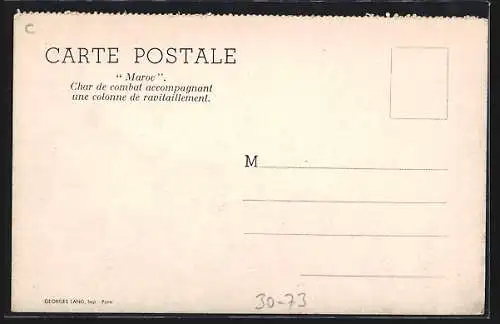 C
CARTE POSTALE
“ Maroc ”.
Char de combat accompagnant
une colonne de ravitaillement.
M
GEORGES LANG, Imp. Paris
30-73